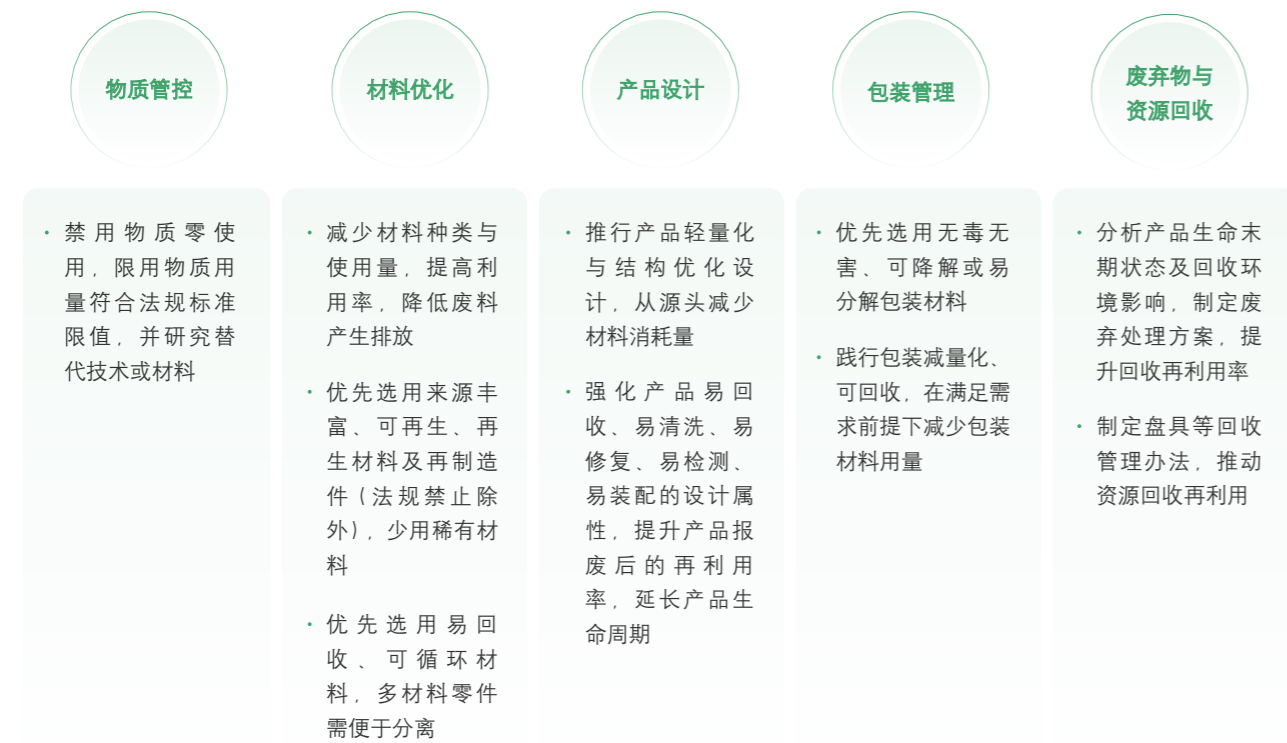 物质管控
材料优化
产品设计
包装管理
废弃物与
资源回收
· 禁用物质零使
用，限用物质用
量符合法规标准
限值，并研究替
代技术或材料
· 减少材料种类与
使用量，提高利
用率，降低废料
产生排放
· 优先选用来源丰
富、可再生、再
生材料及再制造
件（法规禁止除
外），少用稀有材
料
· 优先选用易回
收、可循环材
料，多材料零件
需便于分离
· 推行产品轻量化
与结构优化设
计，从源头减少
材料消耗量
· 强化产品易回
收、易清洗、易
修复、易检测、
易装配的设计属
性，提升产品报
废后的再利用
率，延长产品生
命周期
· 优先选用无毒无
害、可降解或易
分解包装材料
· 践行包装减量化、
可回收，在满足需
求前提下减少包装
材料用量
· 分析产品生命末
期状态及回收环
境影响，制定废
弃处理方案，提
升回收再利用率
· 制定盘具等回收
管理办法，推动
资源回收再利用